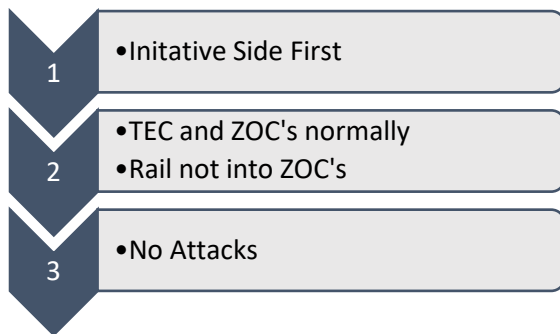 1
•Initative Side First
2
•TEC and ZOC's normally
•Rail not into ZOC's
3
•No Attacks